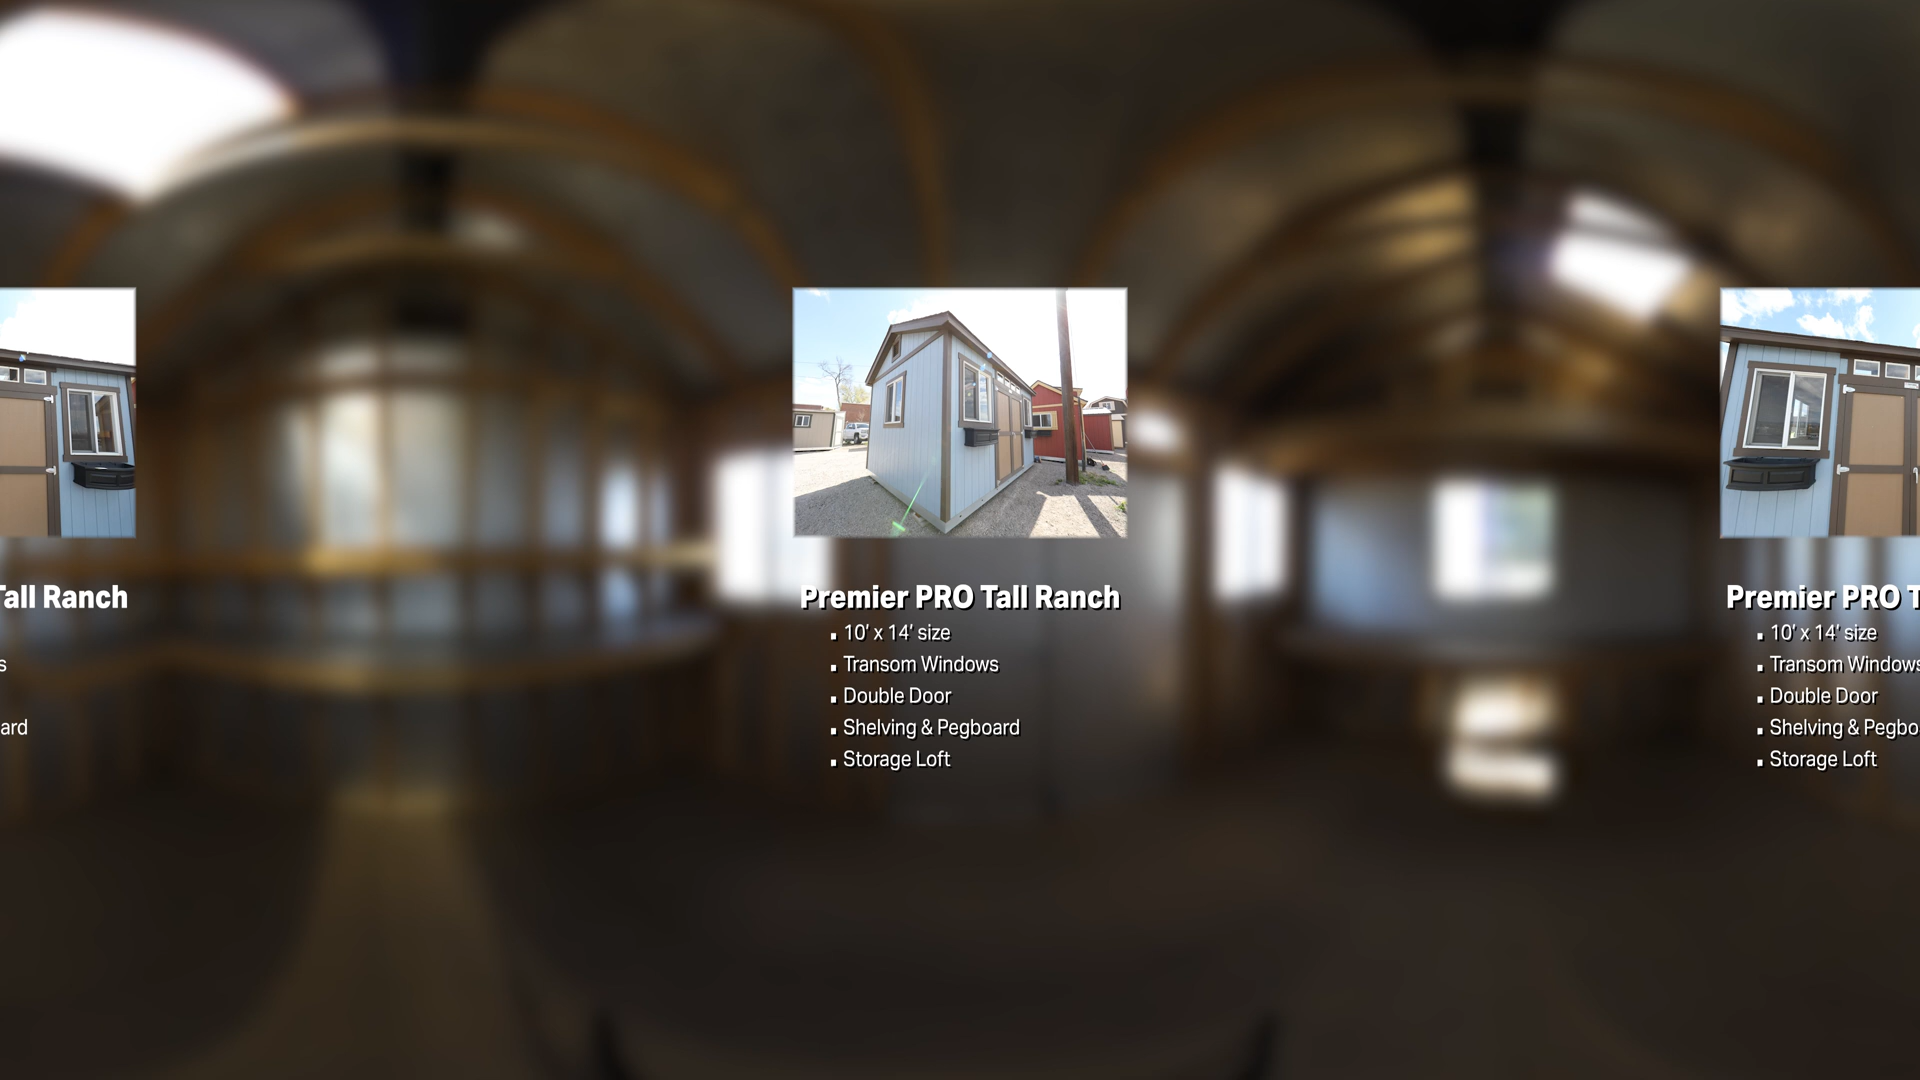 Tall Ranch
s
ard
Premier PRO Tall Ranch
▪ 10' x 14' size
▪ Transom Windows
▪ Double Door
▪ Shelving & Pegboard
▪ Storage Loft
Premier PRO T
▪ 10' x 14' size
▪ Transom Windows
▪ Double Door
▪ Shelving & Pegbo
▪ Storage Loft